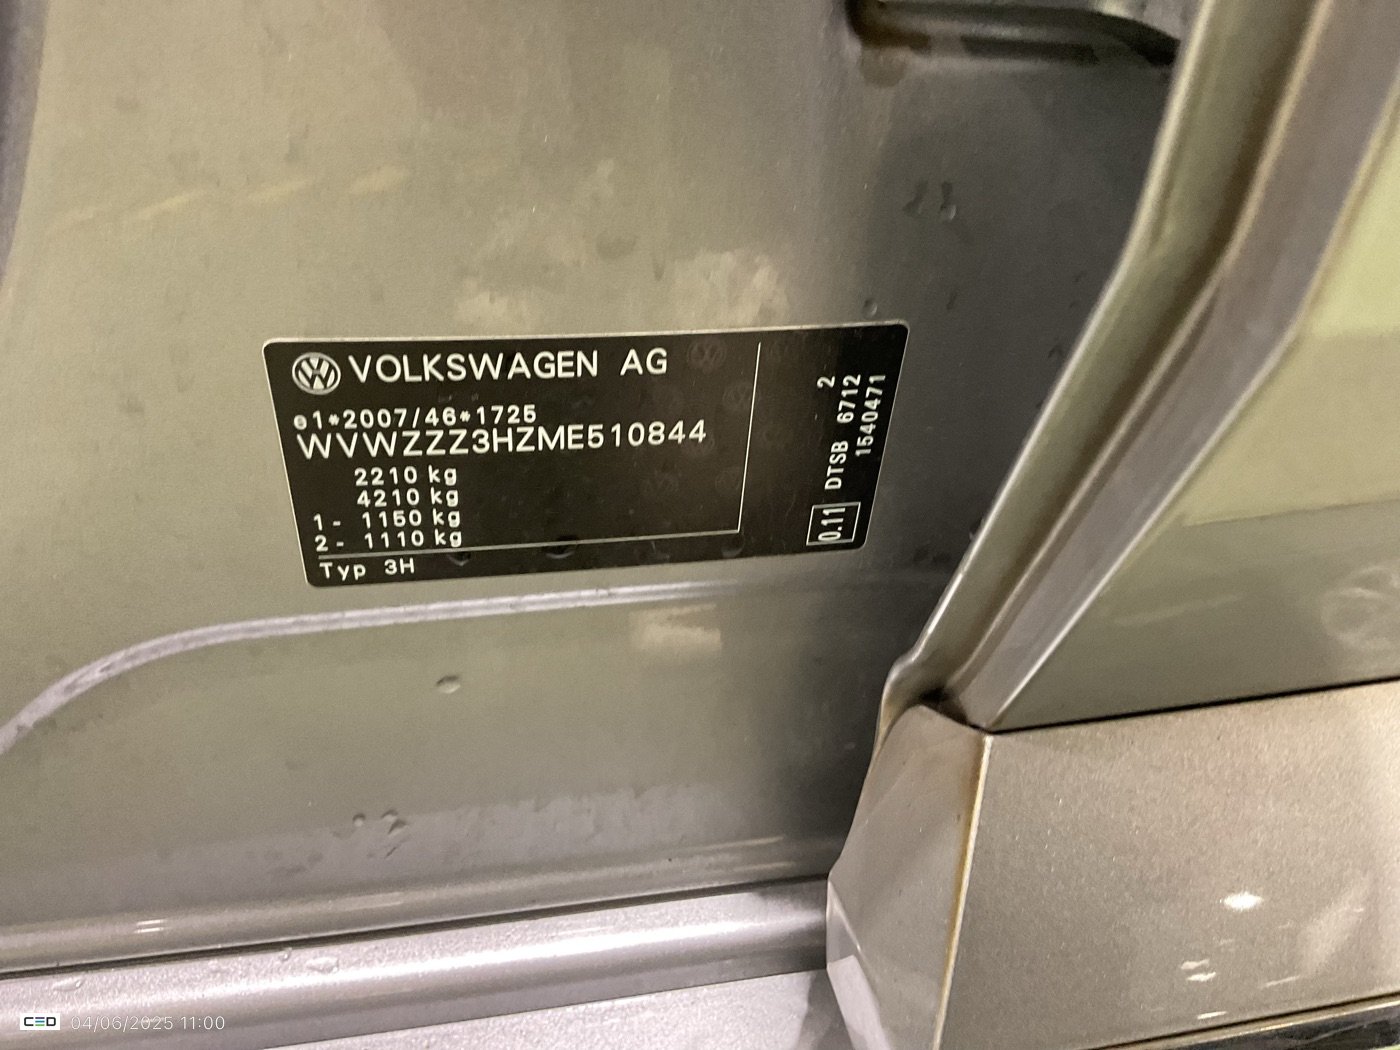 VOLKSWAGEN AG
e1*2007/46*1725
WVWZZZ3HZME510844
2210 kg
4210 kg
1- 1150 kg
2- 1110 kg
Typ 3H
0.11
DTSB 6712 2
1540471
CED 04/06/2025 11:00